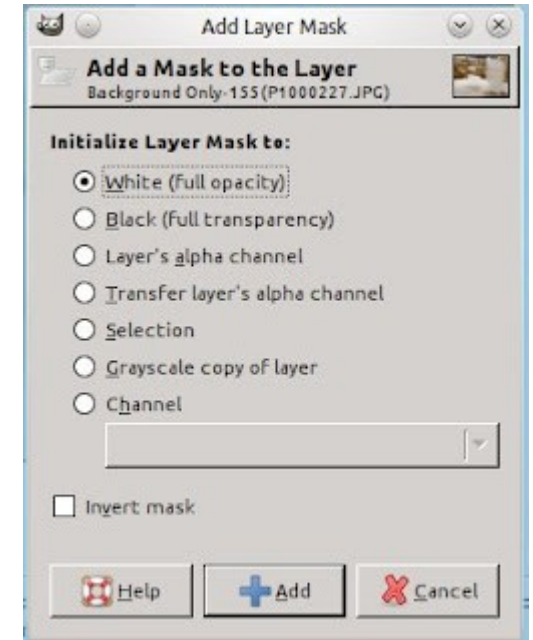 Add Layer Mask
Add a Mask to the Layer
Background Only-155 (P1000227.JPG)
Initialize Layer Mask to:
White (full opacity)
Black (full transparency)
Layer's alpha channel
Transfer layer's alpha channel
Selection
Grayscale copy of layer
Channel
Invert mask
Help Add Cancel